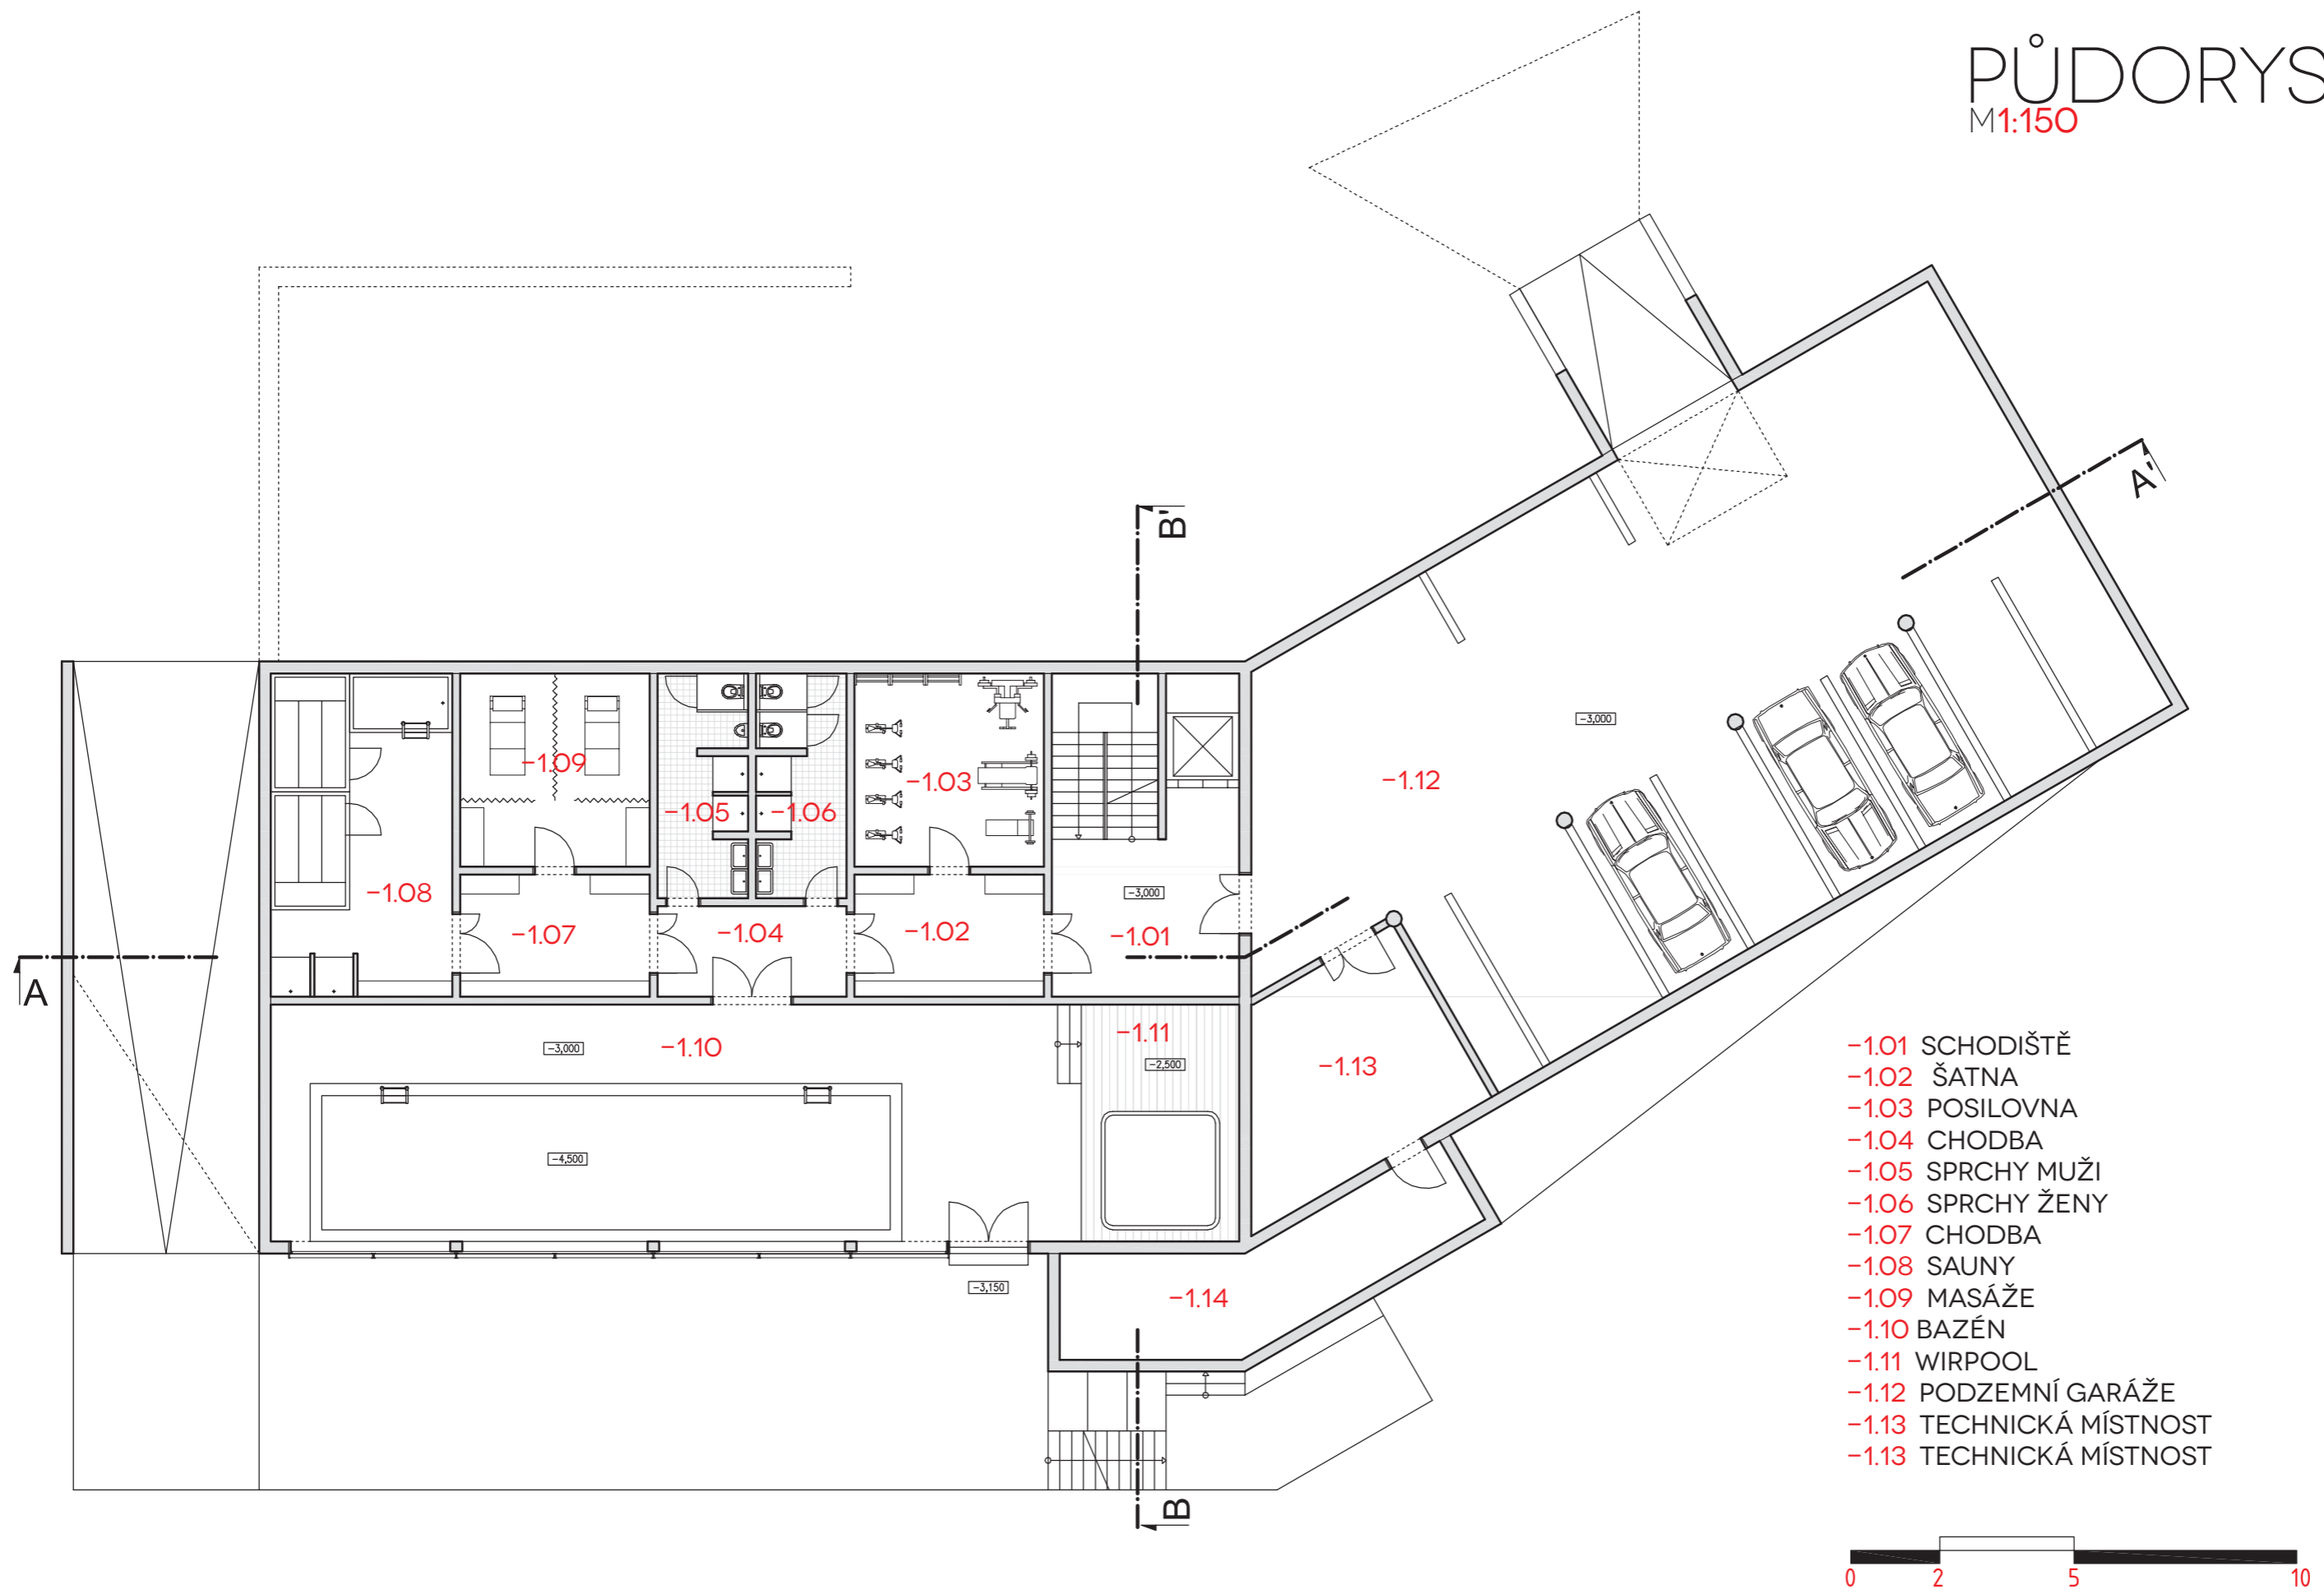 PŮDORYS
M1:150
A'
B'
-3,000
-1.12
-1.09
-1.03
-1.05
-1.06
-1.08
-3,000
-1.07
-1.04
-1.02
-1.01
A
-1.11
-3,000
-1.10
-2,500
-1.13
-4,500
-3,150
-1.14
B
-1.01 SCHODIŠTĚ
-1.02 ŠATNA
-1.03 POSILOVNA
-1.04 CHODBA
-1.05 SPRCHY MUŽI
-1.06 SPRCHY ŽENY
-1.07 CHODBA
-1.08 SAUNY
-1.09 MASÁŽE
-1.10 BAZÉN
-1.11 WIRPOOL
-1.12 PODZEMNÍ GARÁŽE
-1.13 TECHNICKÁ MÍSTNOST
-1.13 TECHNICKÁ MÍSTNOST
0 2 5 10